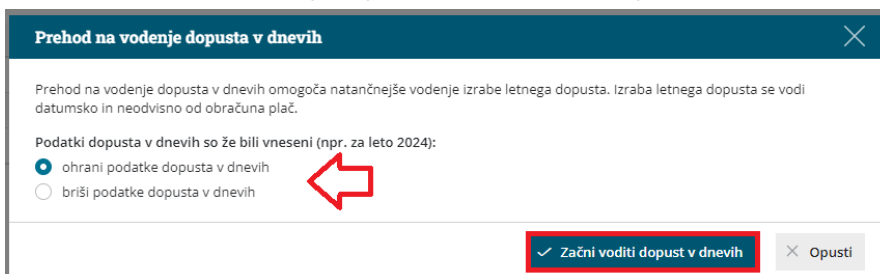 Prehod na vodenje dopusta v dnevih
Prehod na vodenje dopusta v dnevih omogoča natančnejše vodenje izrabe letnega dopusta. Izraba letnega dopusta se vodi
datumsko in neodvisno od obračuna plač.
Podatki dopusta v dnevih so že bili vneseni (npr. za leto 2024):
ohrani podatke dopusta v dnevih
briši podatke dopusta v dnevih
Začni voditi dopust v dnevih
Opusti